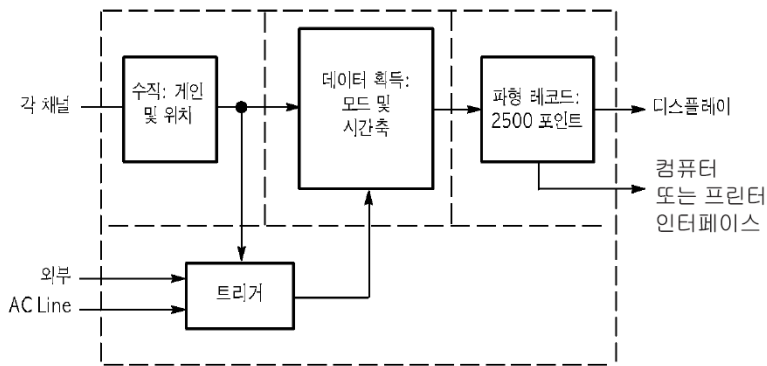 각 채널
수직: 게인
및 위치
데이터 획득:
모드 및
시간축
파형 레코드:
2500 포인트
디스플레이
컴퓨터
또는 프린터
인터페이스
외부
AC Line
트리거